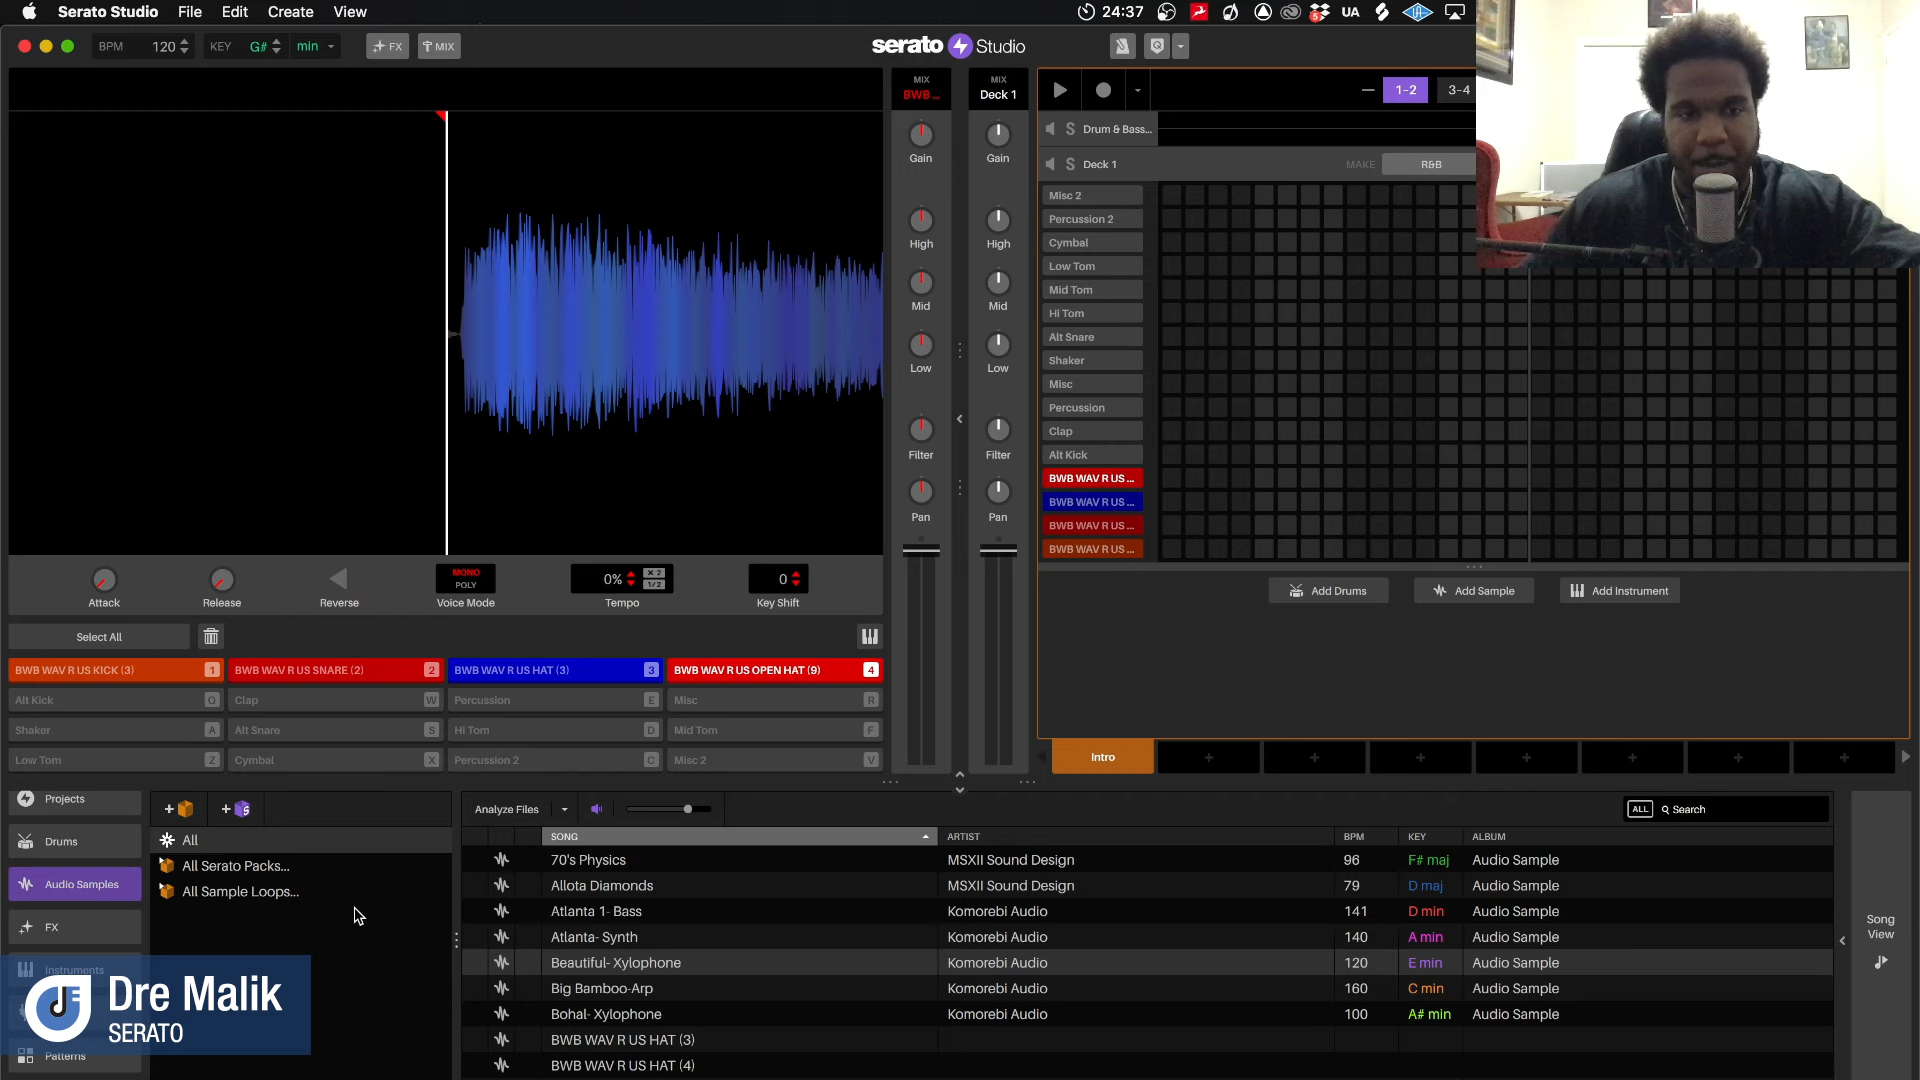 Serato Studio File Edit Create View 24:37 5 UA
BPM 120 KEY G# min FX MIX serato Studio Q
MIX BWB ... MIX Deck 1
1-2 3-4
Drum & Bass...
Deck 1 MAKE R&B
Gain Gain
High High
Mid Mid
Low Low
Filter Filter
Pan Pan
Misc 2
Percussion 2
Cymbal
Low Tom
Mid Tom
Hi Tom
Alt Snare
Shaker
Misc
Percussion
Clap
Alt Kick
BWB WAV R US ...
BWB WAV R US ...
BWB WAV R US ...
BWB WAV R US ...
MONO
POLY
0% X 2
1/2
0
Attack Release Reverse Voice Mode Tempo Key Shift
Add Drums Add Sample Add Instrument
Select All
BWB WAV R US KICK (3) 1 BWB WAV R US SNARE (2) 2 BWB WAV R US HAT (3) 3 BWB WAV R US OPEN HAT (9) 4
Alt Kick Q Clap W Percussion E Misc R
Shaker A Alt Snare S Hi Tom D Mid Tom F
Low Tom Z Cymbal X Percussion 2 C Misc 2 V
Intro + + + + + + +
Projects
Drums
Audio Samples
FX
Instruments
Patterns
All
All Serato Packs...
All Sample Loops...
Analyze Files ALL Search
SONG ARTIST BPM KEY ALBUM
70's Physics MSXII Sound Design 96 F# maj Audio Sample
Allota Diamonds MSXII Sound Design 79 D maj Audio Sample
Atlanta 1- Bass Komorebi Audio 141 D min Audio Sample
Atlanta- Synth Komorebi Audio 140 A min Audio Sample
Beautiful- Xylophone Komorebi Audio 120 E min Audio Sample
Big Bamboo-Arp Komorebi Audio 160 C min Audio Sample
Bohal- Xylophone Komorebi Audio 100 A# min Audio Sample
BWB WAV R US HAT (3)
BWB WAV R US HAT (4)
Song
View
Dre Malik
SERATO